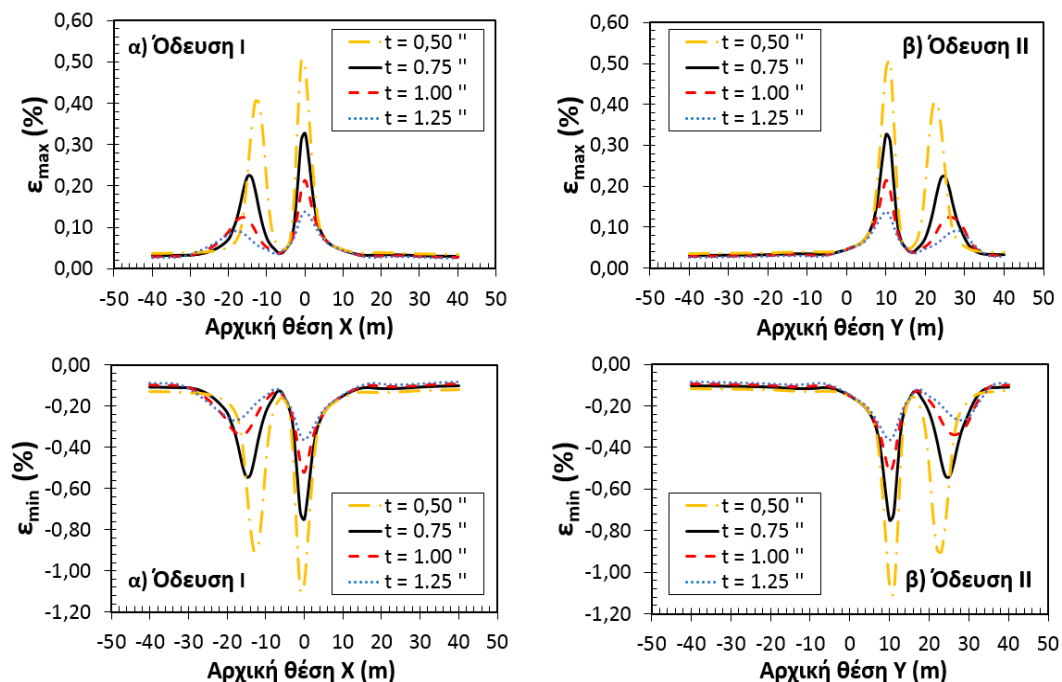 α) Όδευση I
t = 0,50 ''
t = 0.75 ''
t = 1.00 ''
t = 1.25 ''
εmax (%)
0,60
0,50
0,40
0,30
0,20
0,10
0,00
-50 -40 -30 -20 -10 0 10 20 30 40 50
Αρχική θέση X (m)
β) Όδευση II
t = 0,50 ''
t = 0.75 ''
t = 1.00 ''
t = 1.25 ''
εmax (%)
0,60
0,50
0,40
0,30
0,20
0,10
0,00
-50 -40 -30 -20 -10 0 10 20 30 40 50
Αρχική θέση Y (m)
εmin (%)
0,00
-0,20
-0,40
-0,60
-0,80
-1,00
-1,20
t = 0,50 ''
t = 0.75 ''
t = 1.00 ''
t = 1.25 ''
α) Όδευση I
-50 -40 -30 -20 -10 0 10 20 30 40 50
Αρχική θέση X (m)
εmin (%)
0,00
-0,20
-0,40
-0,60
-0,80
-1,00
-1,20
t = 0,50 ''
t = 0.75 ''
t = 1.00 ''
t = 1.25 ''
β) Όδευση II
-50 -40 -30 -20 -10 0 10 20 30 40 50
Αρχική θέση Y (m)